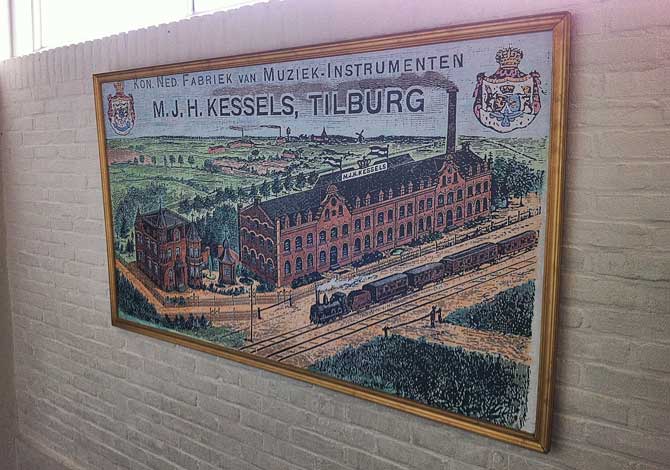 KON. NED. FABRIEK VAN MUZIEK-INSTRUMENTEN
M.J.H. KESSELS, TILBURG
M.J.H. KESSELS